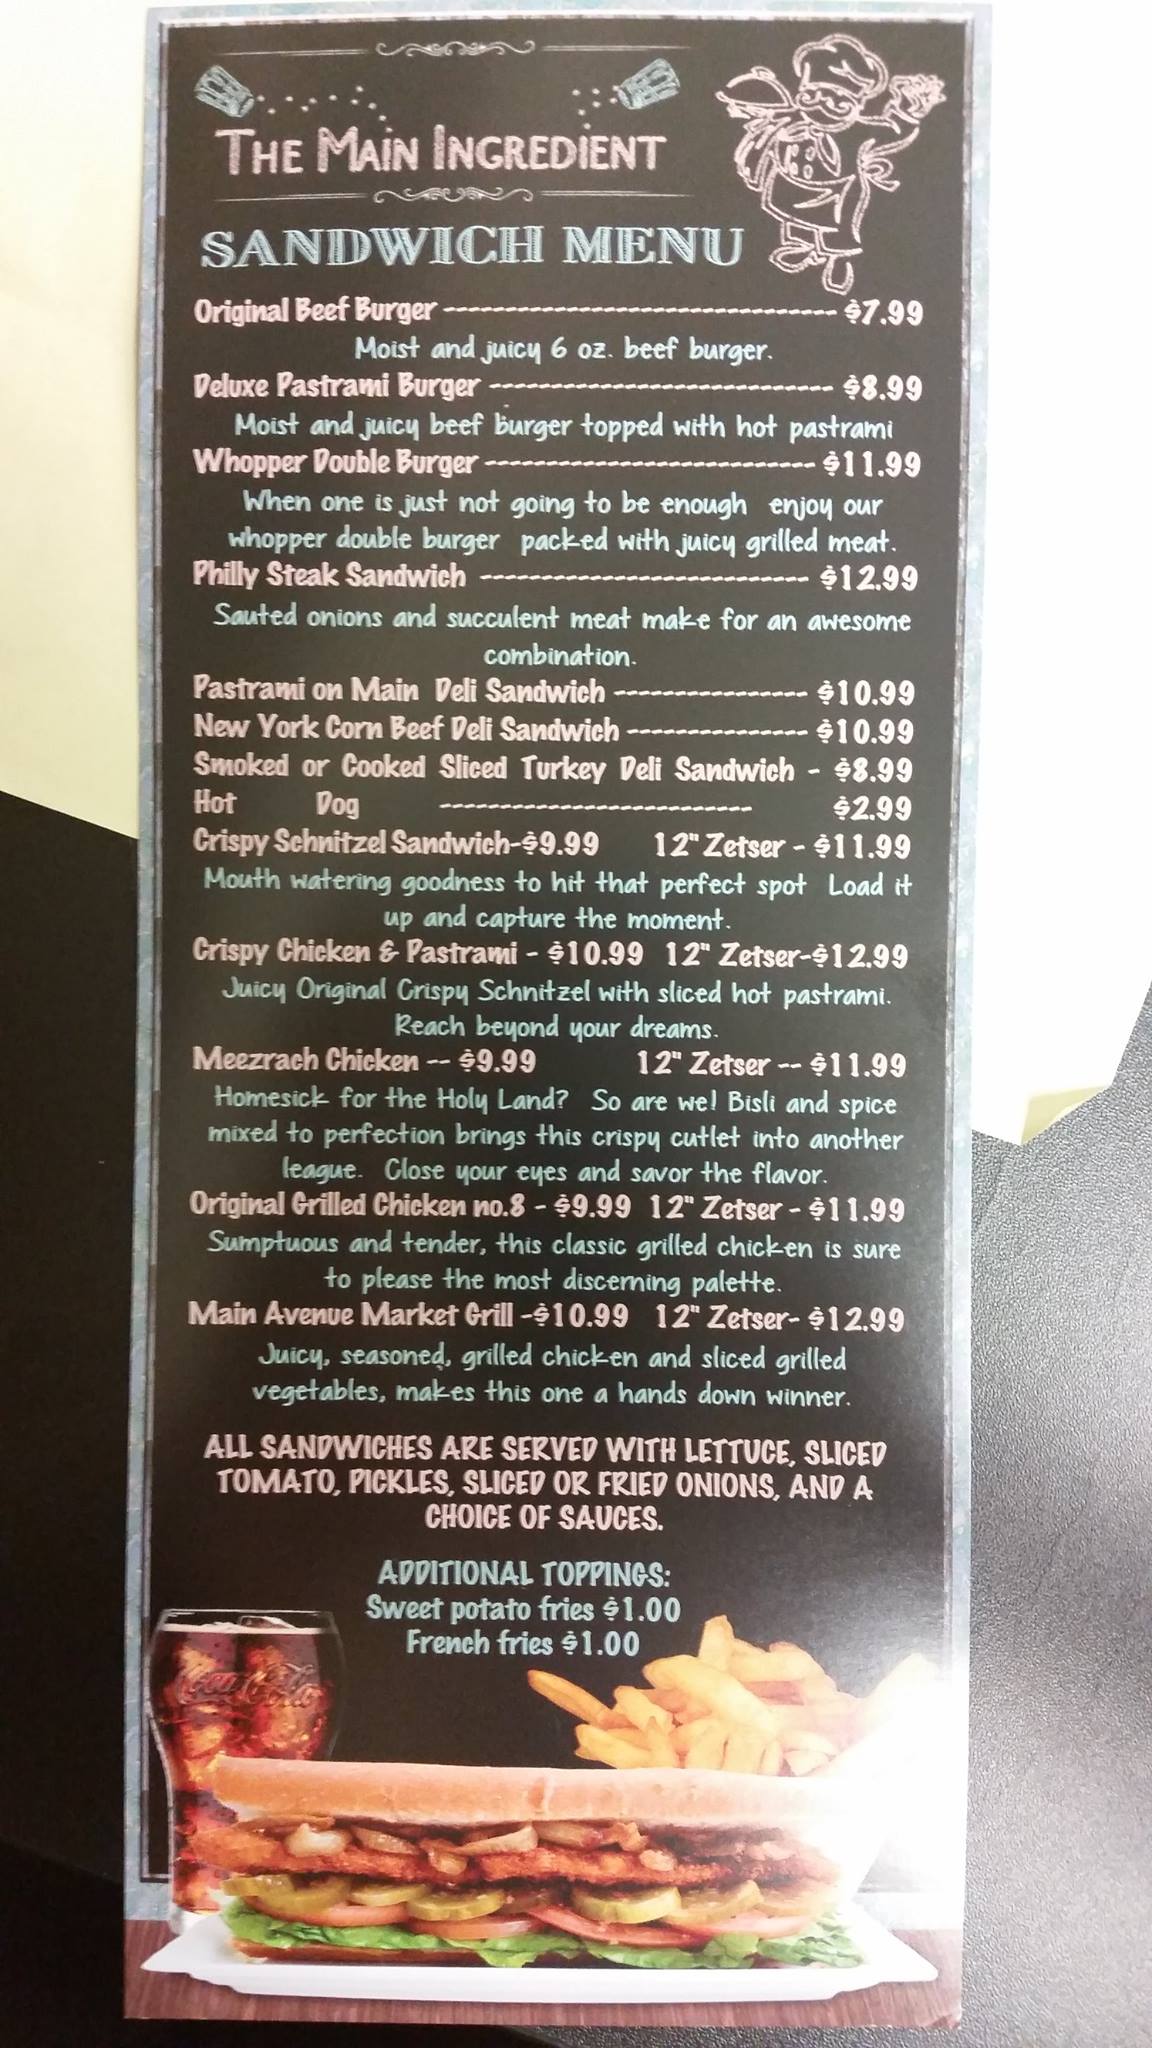 The Main Ingredient
SANDWICH MENU
Original Beef Burger ----------------------------------- $7.99
Moist and juicy 6 oz. beef burger.
Deluxe Pastrami Burger ------------------------------- $8.99
Moist and juicy beef burger topped with hot pastrami
Whopper Double Burger ------------------------------ $11.99
When one is just not going to be enough enjoy our
whopper double burger packed with juicy grilled meat.
Philly Steak Sandwich ------------------------------ $12.99
Sauted onions and succulent meat make for an awesome
combination.
Pastrami on Main Deli Sandwich ----------------- $10.99
New York Corn Beef Deli Sandwich ---------------- $10.99
Smoked or Cooked Sliced Turkey Deli Sandwich - $8.99
Hot Dog ---------------------------- $2.99
Crispy Schnitzel Sandwich-$9.99 12" Zetser - $11.99
Mouth watering goodness to hit that perfect spot Load it
up and capture the moment.
Crispy Chicken & Pastrami - $10.99 12" Zetser-$12.99
Juicy Original Crispy Schnitzel with sliced hot pastrami.
Reach beyond your dreams.
Meezrach Chicken -- $9.99 12" Zetser -- $11.99
Homesick for the Holy Land? So are we! Bisli and spice
mixed to perfection brings this crispy cutlet into another
league. Close your eyes and savor the flavor.
Original Grilled Chicken no.8 - $9.99 12" Zetser - $11.99
Sumptuous and tender, this classic grilled chicken is sure
to please the most discerning palette.
Main Avenue Market Grill -$10.99 12" Zetser- $12.99
Juicy, seasoned, grilled chicken and sliced grilled
vegetables, makes this one a hands down winner.
ALL SANDWICHES ARE SERVED WITH LETTUCE, SLICED
TOMATO, PICKLES, SLICED OR FRIED ONIONS, AND A
CHOICE OF SAUCES.
ADDITIONAL TOPPINGS:
Sweet potato fries $1.00
French fries $1.00
Coca-Cola